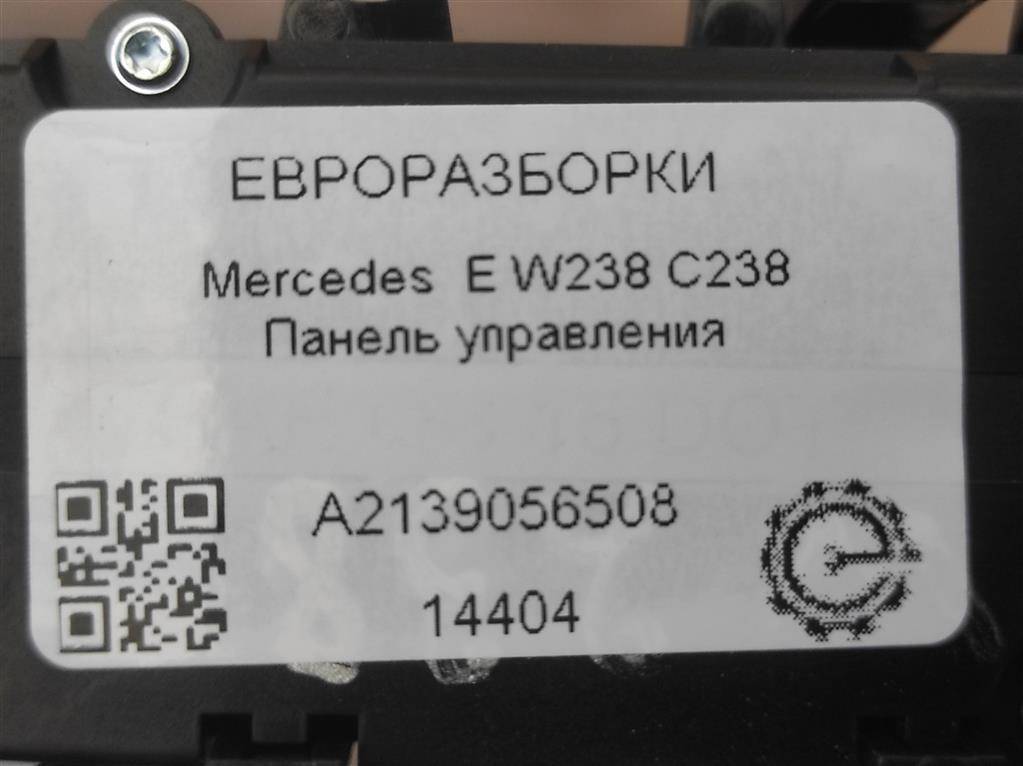 ЕВРОРАЗБОРКИ
Mercedes E W238 C238
Панель управления
A2139056508
14404